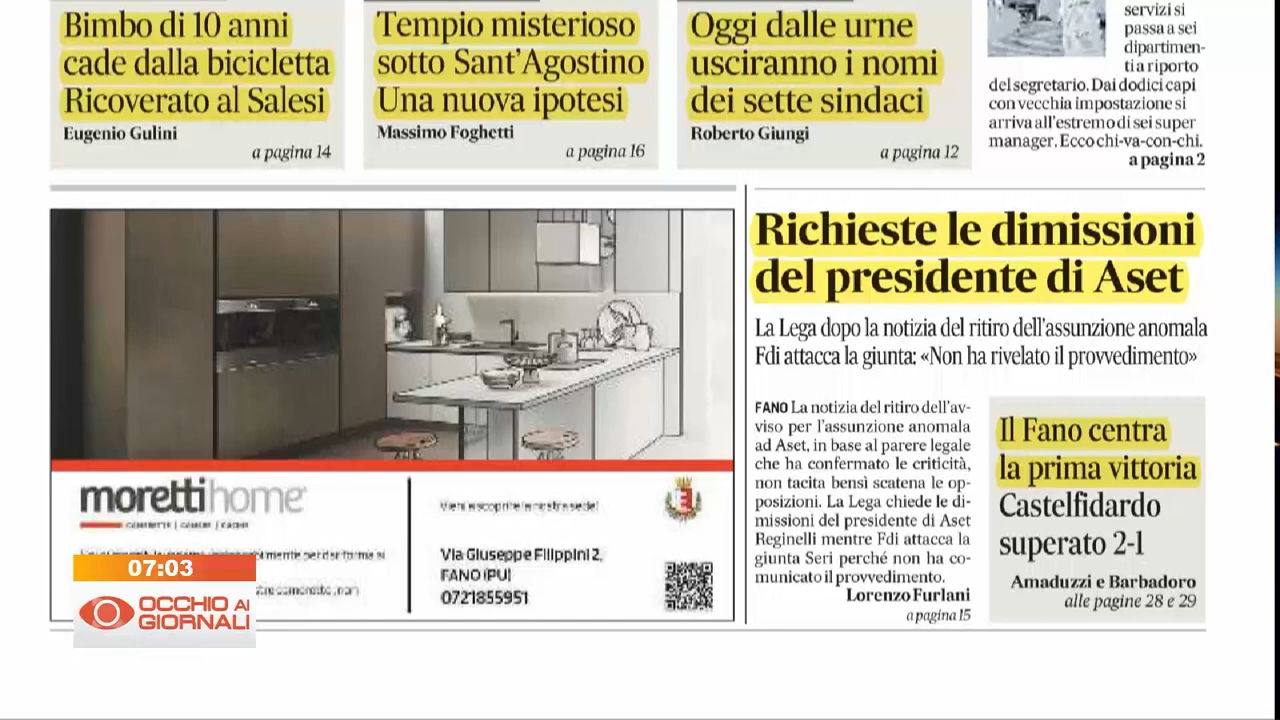 Bimbo di 10 anni
cade dalla bicicletta
Ricoverato al Salesi
Eugenio Gulini
a pagina 14
Tempio misterioso
sotto Sant'Agostino
Una nuova ipotesi
Massimo Foghetti
a pagina 16
Oggi dalle urne
usciranno i nomi
dei sette sindaci
Roberto Giungi
a pagina 12
servizi si
passa a sei
dipartimen-
ti a riporto
del segretario. Dai dodici capi
con vecchia impostazione si
arriva all'estremo di sei super
manager. Ecco chi-va-con-chi.
a pagina 2
Richieste le dimissioni
del presidente di Aset
La Lega dopo la notizia del ritiro dell'assunzione anomala
Fdi attacca la giunta: «Non ha rivelato il provvedimento»
FANO La notizia del ritiro dell'av-
viso per l'assunzione anomala
ad Aset, in base al parere legale
che ha confermato le criticità,
non tacita bensì scatena le op-
posizioni. La Lega chiede le di-
missioni del presidente di Aset
Reginelli mentre Fdi attacca la
giunta Seri perché non ha co-
municato il provvedimento.
Lorenzo Furlani
a pagina 15
Il Fano centra
la prima vittoria
Castelfidardo
superato 2-1
Amaduzzi e Barbadoro
alle pagine 28 e 29
morettihome
Vieni a scoprire la nostra sede!
Via Giuseppe Filippini 2,
FANO (PU)
0721855951
07:03
OCCHIO AI
GIORNALI